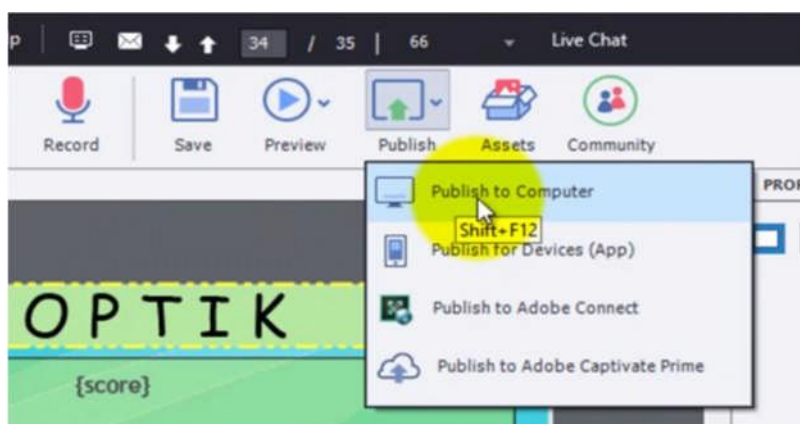 p 34 / 35 | 66 Live Chat
Record Save Preview Publish Assets Community
Publish to Computer
PROP
Shift+F12
Publish for Devices (App)
OPTIK
Publish to Adobe Connect
Publish to Adobe Captivate Prime
{score}